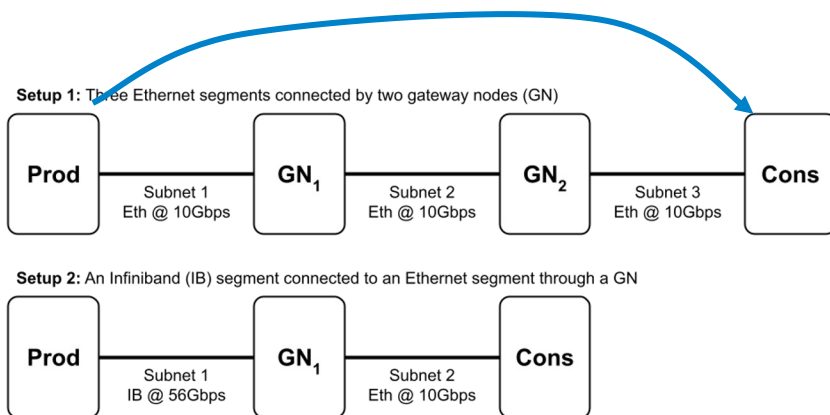 Setup 1: Three Ethernet segments connected by two gateway nodes (GN)
Prod
Subnet 1
Eth @ 10Gbps
GN1
Subnet 2
Eth @ 10Gbps
GN2
Subnet 3
Eth @ 10Gbps
Cons
Setup 2: An Infiniband (IB) segment connected to an Ethernet segment through a GN
Prod
Subnet 1
IB @ 56Gbps
GN1
Subnet 2
Eth @ 10Gbps
Cons